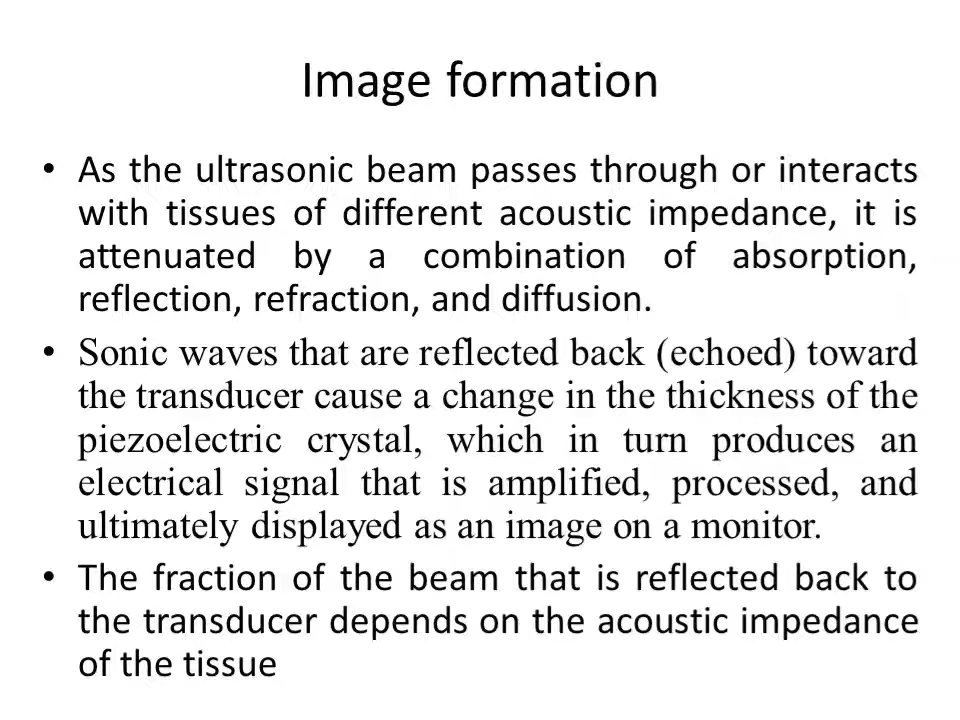 Image formation
• As the ultrasonic beam passes through or interacts
with tissues of different acoustic impedance, it is
attenuated by a combination of absorption,
reflection, refraction, and diffusion.
• Sonic waves that are reflected back (echoed) toward
the transducer cause a change in the thickness of the
piezoelectric crystal, which in turn produces an
electrical signal that is amplified, processed, and
ultimately displayed as an image on a monitor.
• The fraction of the beam that is reflected back to
the transducer depends on the acoustic impedance
of the tissue